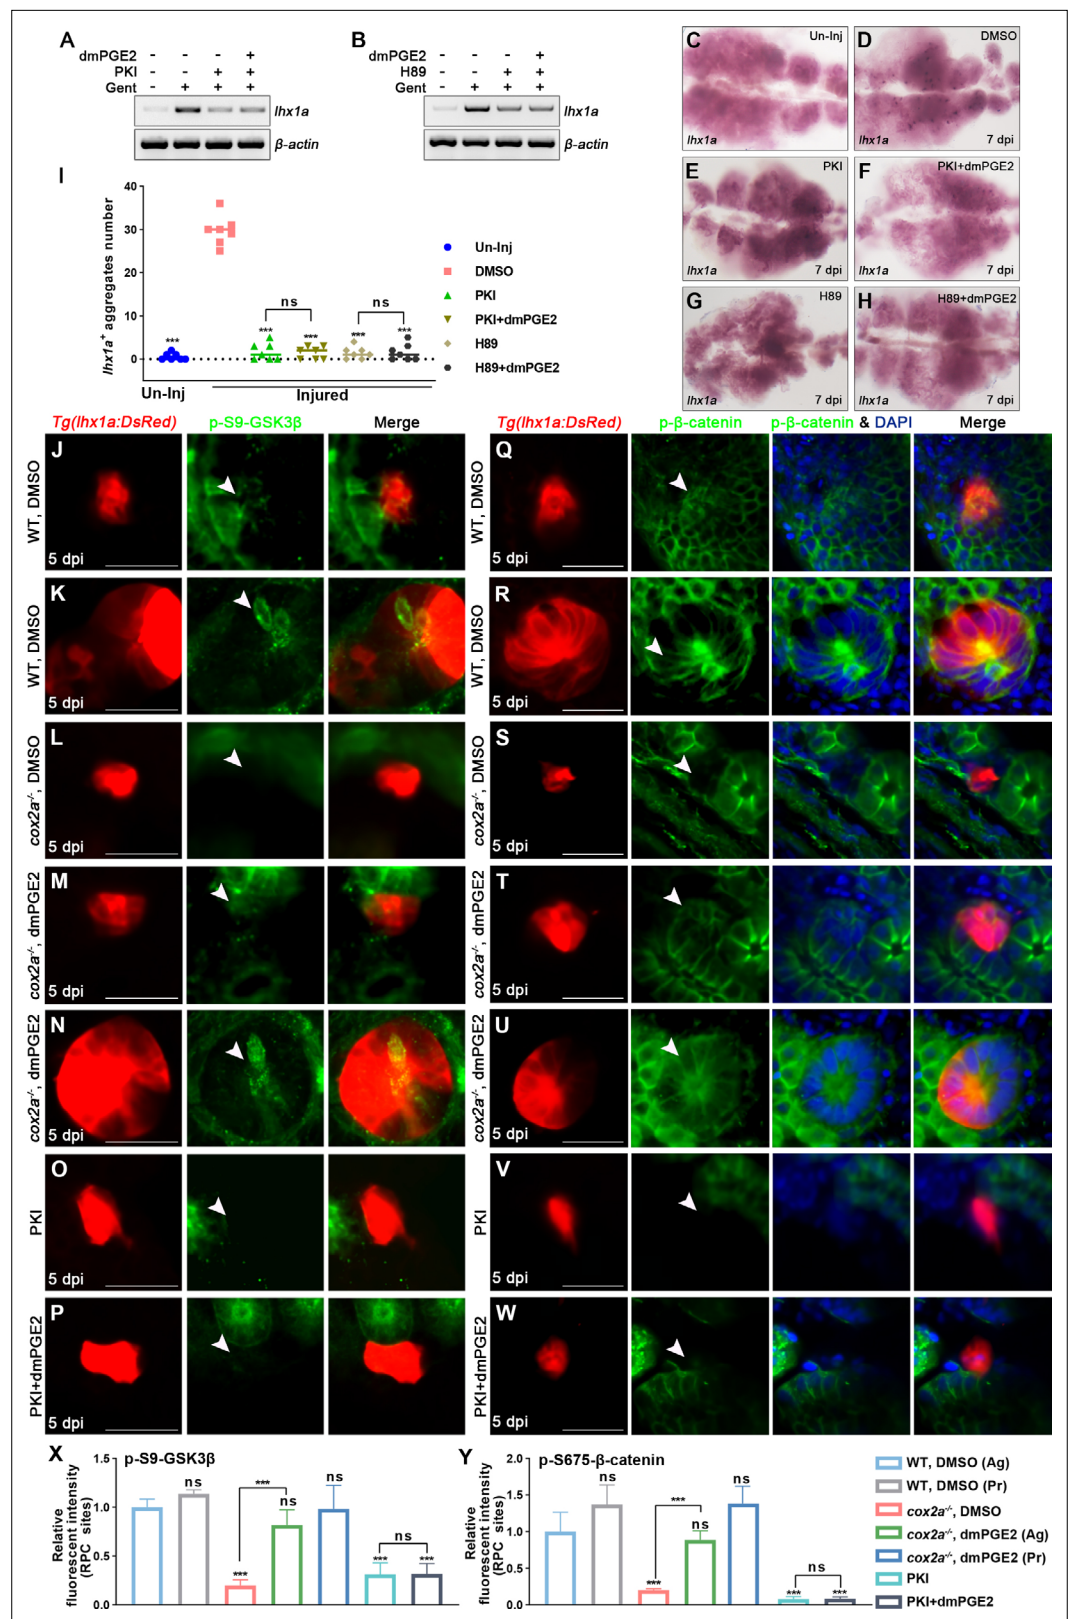 A
dmPGE2 - - - +
PKI - - + +
Gent - + + +
lhx1a
β-actin
B
dmPGE2 - - - +
H89 - - + +
Gent - + + +
lhx1a
β-actin
C Un-Inj
lhx1a
D DMSO
lhx1a 7 dpi
E PKI
lhx1a 7 dpi
F PKI+dmPGE2
lhx1a 7 dpi
G H89
lhx1a 7 dpi
H H89+dmPGE2
lhx1a 7 dpi
I
lhx1a+ aggregates number
40
30
20
10
0
***
***
***
***
***
ns
ns
Un-Inj
Injured
Un-Inj
DMSO
PKI
PKI+dmPGE2
H89
H89+dmPGE2
Tg(lhx1a:DsRed) p-S9-GSK3β Merge
J
WT, DMSO
5 dpi
K
WT, DMSO
5 dpi
L
cox2a-/-, DMSO
5 dpi
M
cox2a-/-, dmPGE2
5 dpi
N
cox2a-/-, dmPGE2
5 dpi
O
PKI
5 dpi
P
PKI+dmPGE2
5 dpi
Tg(lhx1a:DsRed) p-β-catenin p-β-catenin & DAPI Merge
Q
WT, DMSO
5 dpi
R
WT, DMSO
5 dpi
S
cox2a-/-, DMSO
5 dpi
T
cox2a-/-, dmPGE2
5 dpi
U
cox2a-/-, dmPGE2
5 dpi
V
PKI
5 dpi
W
PKI+dmPGE2
5 dpi
X
p-S9-GSK3β
Relative
fluorescent intensity
(RPC sites)
1.5
1.0
0.5
0.0
ns
***
***
ns
ns
***
***
ns
Y
p-S675-β-catenin
Relative
fluorescent intensity
(RPC sites)
2.0
1.5
1.0
0.5
0.0
ns
***
***
ns
ns
***
***
ns
WT, DMSO (Ag)
WT, DMSO (Pr)
cox2a-/-, DMSO
cox2a-/-, dmPGE2 (Ag)
cox2a-/-, dmPGE2 (Pr)
PKI
PKI+dmPGE2